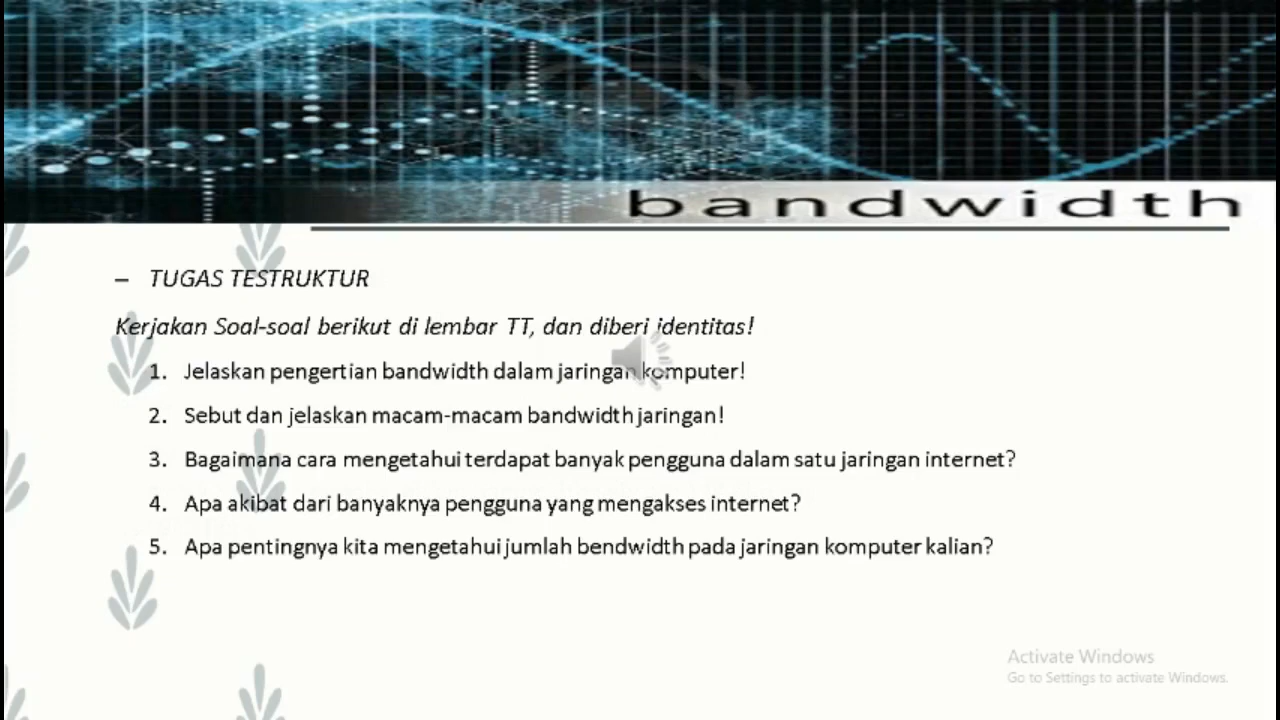 bandwidth
– TUGAS TESTRUKTUR
Kerjakan Soal-soal berikut di lembar TT, dan diberi identitas!
1. Jelaskan pengertian bandwidth dalam jaringan komputer!
2. Sebut dan jelaskan macam-macam bandwidth jaringan!
3. Bagaimana cara mengetahui terdapat banyak pengguna dalam satu jaringan internet?
4. Apa akibat dari banyaknya pengguna yang mengakses internet?
5. Apa pentingnya kita mengetahui jumlah bendwidth pada jaringan komputer kalian?
Activate Windows
Go to Settings to activate Windows.